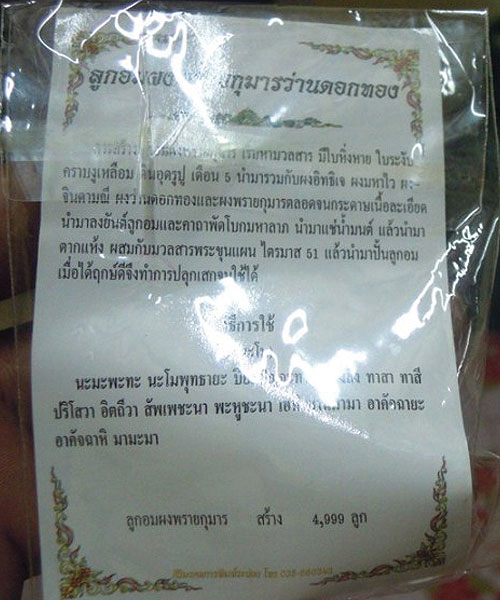 ลูกอม กุมารว่านดอกทอง
มหามวลสาร มีใบหิ่งหาย ใบระงับ
คราบงูเหลือม ดินอุดรูปู เดือน 5 นำมารวมกับผงอิทธิเจ ผงมหาโว
จินดามณี ผงว่านดอกทองและผงพรายกุมารตลอดจนกระดาษเนื้อละเอียด
นำมาลงยันต์ลูกอมและคาถาพัดโบกมหาลาภ นำมาแช่น้ำมนต์ แล้วนำมา
ตากแห้ง ผสมกับมวลสารพระขุนแผน ไตรมาส 51 แล้วนำมาปั้นลูกอม
เมื่อได้ฤกษ์ดีจึงทำการปลุกเสกจนใช้ได้
วิธีการใช้
นะมะพะทะ นะโมพุทธายะ ทาสา ทาสี
ปริโสวา อิตถีวา สัพเพชะนา พะหูชะนา อาคัจฉายะ
อาคัจฉาหิ มามะมา
ลูกอมผงพรายกุมาร สร้าง 4,999 ลูก